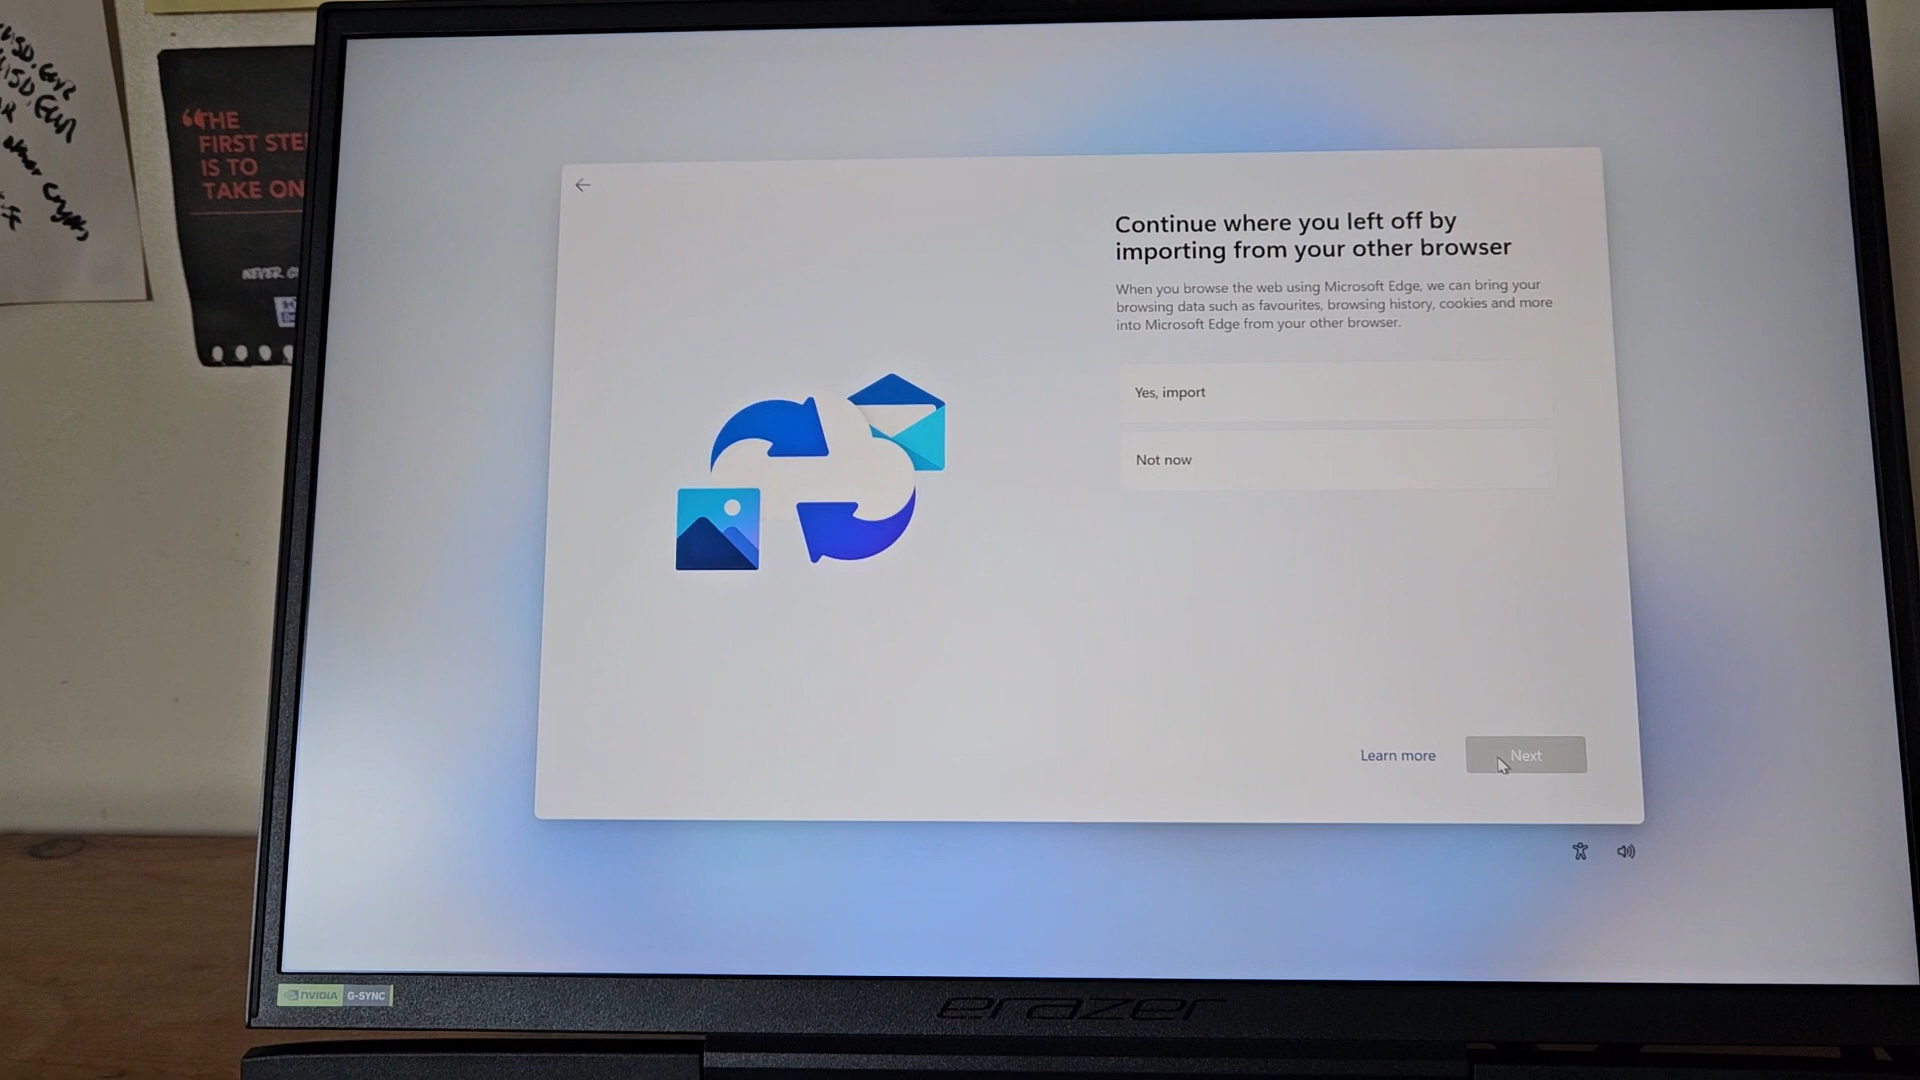 USD, EUR
“THE
FIRST STE
IS TO
TAKE ON
NEVER
Continue where you left off by
importing from your other browser
When you browse the web using Microsoft Edge, we can bring your
browsing data such as favourites, browsing history, cookies and more
into Microsoft Edge from your other browser.
Yes, import
Not now
Learn more
Next
NVIDIA G-SYNC
erazer